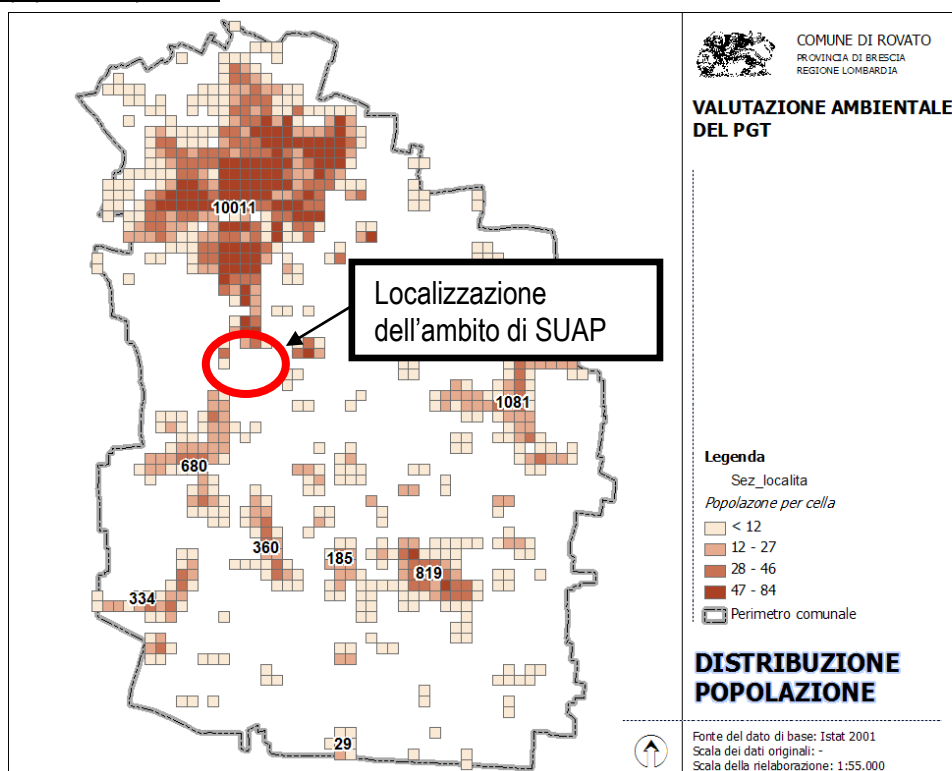 COMUNE DI ROVATO
PROVINCIA DI BRESCIA
REGIONE LOMBARDIA
VALUTAZIONE AMBIENTALE
DEL PGT
10011
Localizzazione
dell'ambito di SUAP
1081
680
360
185
819
334
29
Legenda
Sez_localita
Popolazone per cella
< 12
12 - 27
28 - 46
47 - 84
Perimetro comunale
DISTRIBUZIONE
POPOLAZIONE
Fonte del dato di base: Istat 2001
Scala dei dati originali: -
Scala della rielaborazione: 1:55.000